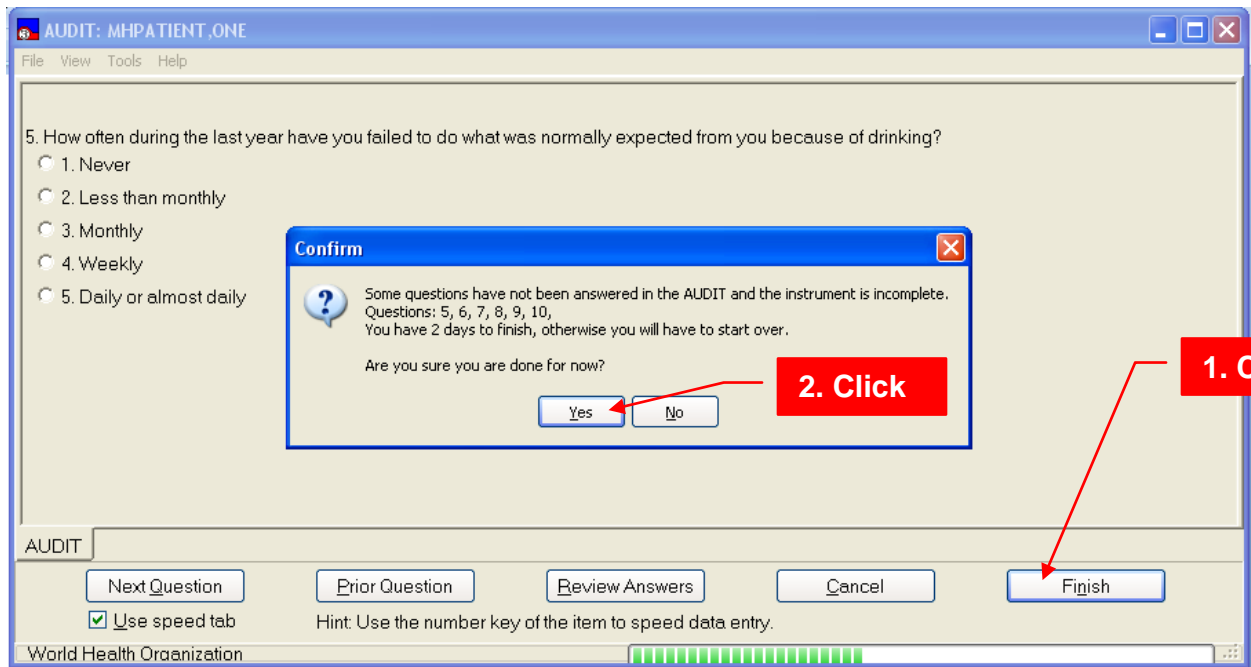 AUDIT: MHPATIENT,ONE
File View Tools Help
5. How often during the last year have you failed to do what was normally expected from you because of drinking?
1. Never
2. Less than monthly
3. Monthly
4. Weekly
5. Daily or almost daily
Confirm
Some questions have not been answered in the AUDIT and the instrument is incomplete.
Questions: 5, 6, 7, 8, 9, 10,
You have 2 days to finish, otherwise you will have to start over.
Are you sure you are done for now?
Yes No
2. Click
1. C
AUDIT
Next Question Prior Question Review Answers Cancel Finish
Use speed tab Hint: Use the number key of the item to speed data entry.
World Health Organization